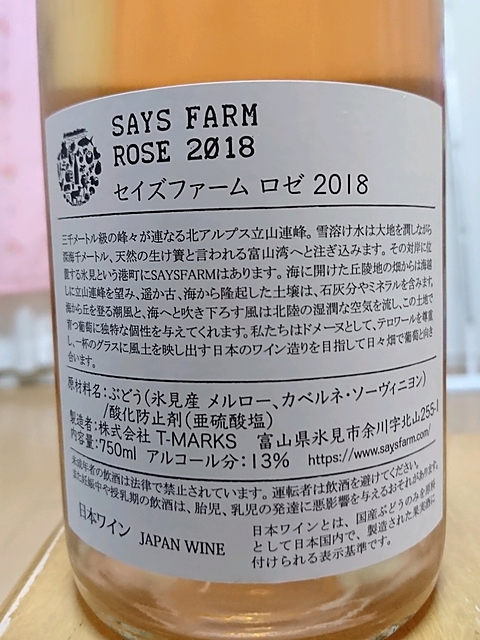 SAYS FARM
ROSE 2018
セイズファーム ロゼ 2018
三千メートル級の峰々が連なる北アルプス立山連峰。雪溶け水は大地を潤しながら
深海千メートル、天然の生け簀と言われる富山湾へと注ぎ込みます。その対岸に位
置する氷見という港町にSAYSFARMはあります。海に開けた丘陵地の畑からは海越
しに立山連峰を望み、遥か古、海から隆起した土壌は、石灰分やミネラルを含みます。
海から丘を登る潮風と、海へと吹き下ろす風は北陸の湿潤な空気を流し、この土地で
育つ葡萄に独特な個性を与えてくれます。私たちはドメーヌとして、テロワールを尊重
し、一杯のグラスに風土を映し出す日本のワイン造りを目指して日々畑で葡萄と向き
合います。
原材料名:ぶどう(氷見産 メルロー、カベルネ・ソーヴィニヨン)
/酸化防止剤(亜硫酸塩)
製造者:株式会社 T-MARKS 富山県氷見市余川字北山255-1
内容量:750ml アルコール分:13% https://www.saysfarm.com/
未成年者の飲酒は法律で禁止されています。運転者は飲酒を避けてください。
また妊娠中や授乳期の飲酒は、胎児、乳児の発達に悪影響を与えるおそれがあります。
日本ワイン JAPAN WINE
日本ワインとは、国産ぶどうのみを原料
として日本国内で、製造された果実酒に
付けられる表示基準です。